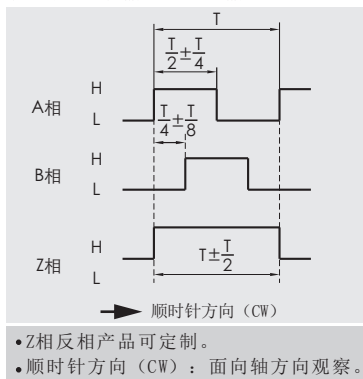 T
T/2±T/4
A相 H
L
T/4±T/8
B相 H
L
Z相 H
L
T±T/2
顺时针方向（CW）
•Z相反相产品可定制。
•顺时针方向（CW）：面向轴方向观察。